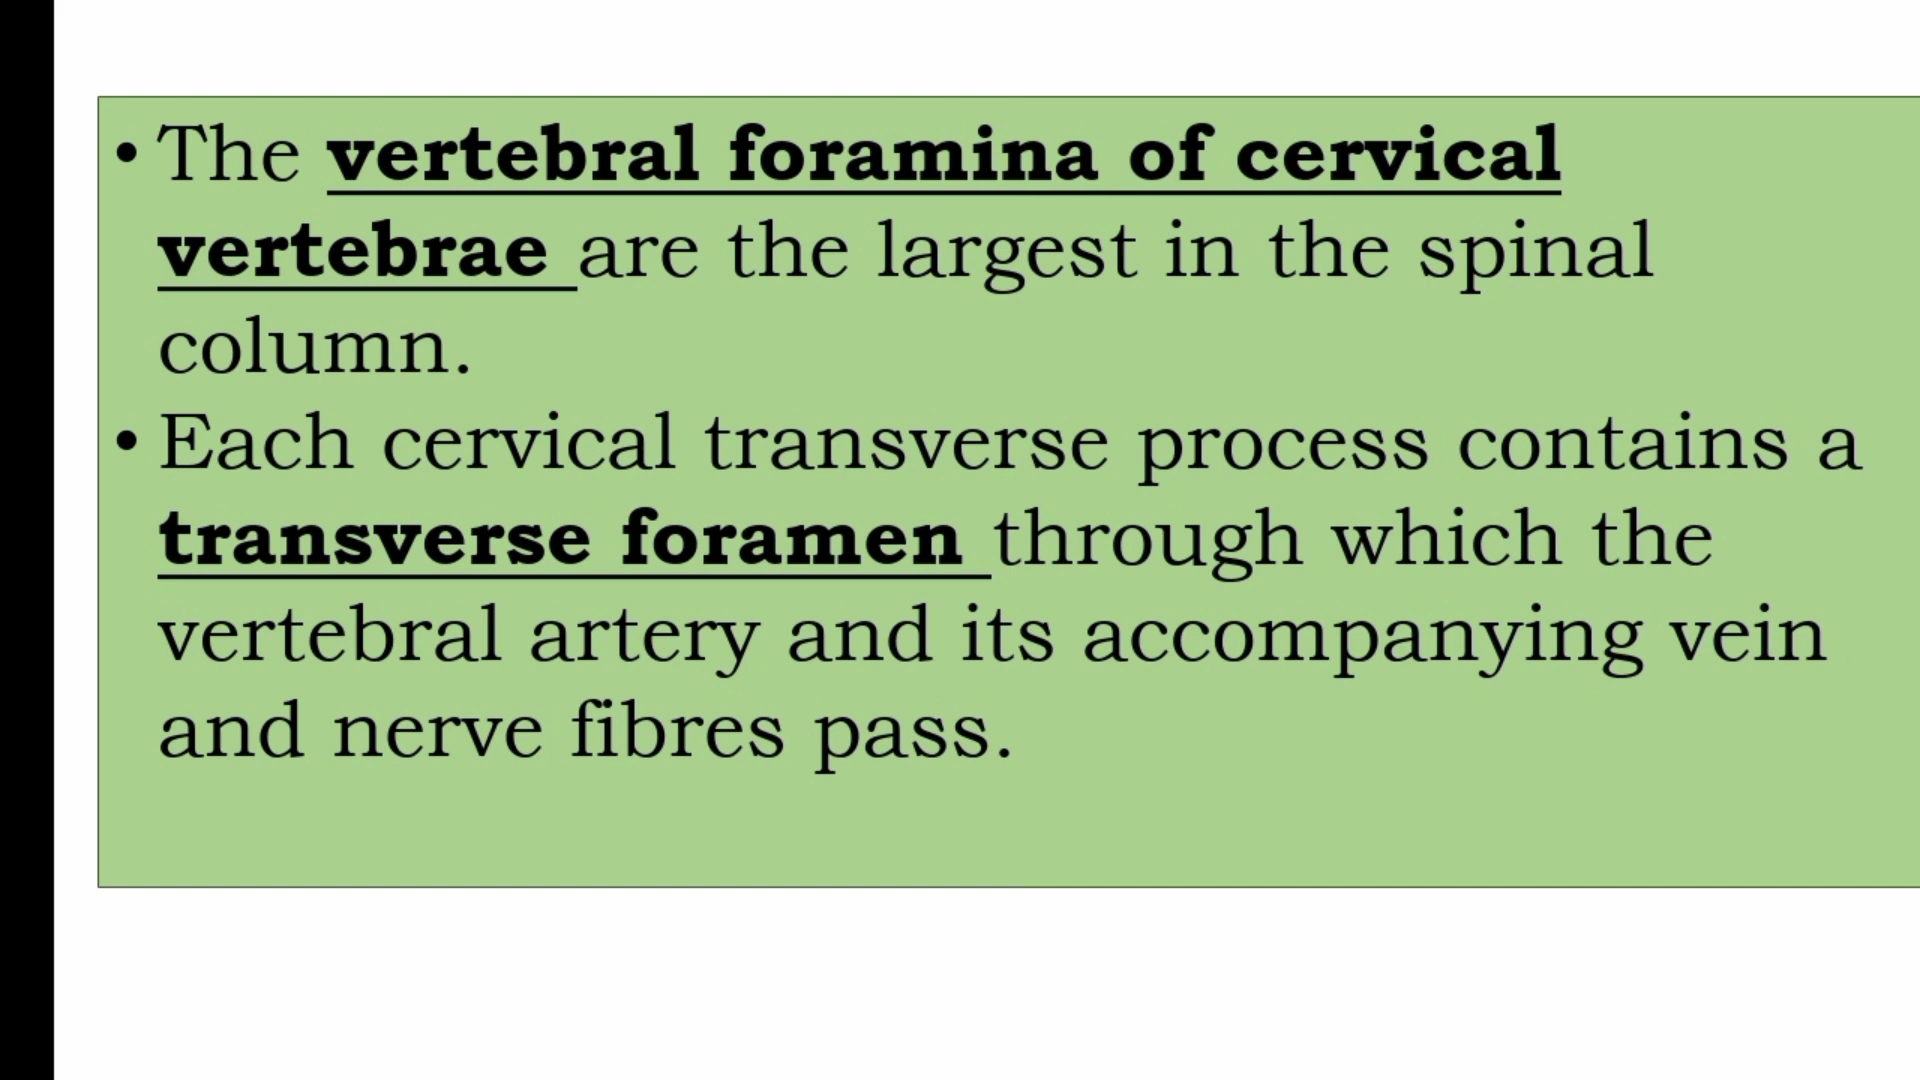 • The vertebral foramina of cervical
vertebrae are the largest in the spinal
column.
• Each cervical transverse process contains a
transverse foramen through which the
vertebral artery and its accompanying vein
and nerve fibres pass.